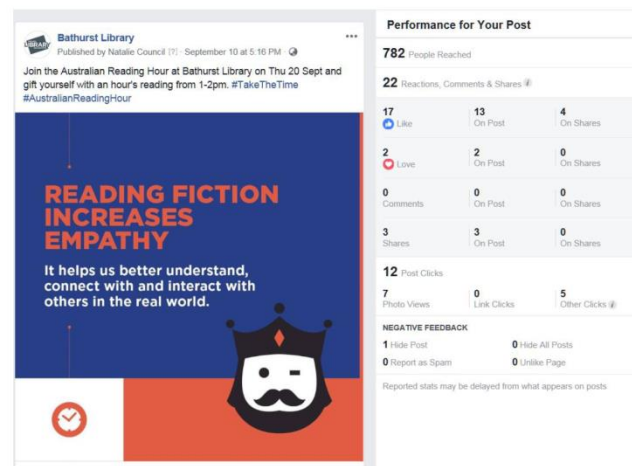 LIBRARY
Bathurst Library
Published by Natalie Council [?] · September 10 at 5:16 PM ·
Join the Australian Reading Hour at Bathurst Library on Thu 20 Sept and
gift yourself with an hour's reading from 1-2pm. #TakeTheTime
#AustralianReadingHour
READING FICTION
INCREASES
EMPATHY
It helps us better understand,
connect with and interact with
others in the real world.
Performance for Your Post
782 People Reached
22 Reactions, Comments & Shares
17 13 4
Like On Post On Shares
2 2 0
Love On Post On Shares
0 0 0
Comments On Post On Shares
3 3 0
Shares On Post On Shares
12 Post Clicks
7 0 5
Photo Views Link Clicks Other Clicks
NEGATIVE FEEDBACK
1 Hide Post 0 Hide All Posts
0 Report as Spam 0 Unlike Page
Reported stats may be delayed from what appears on posts